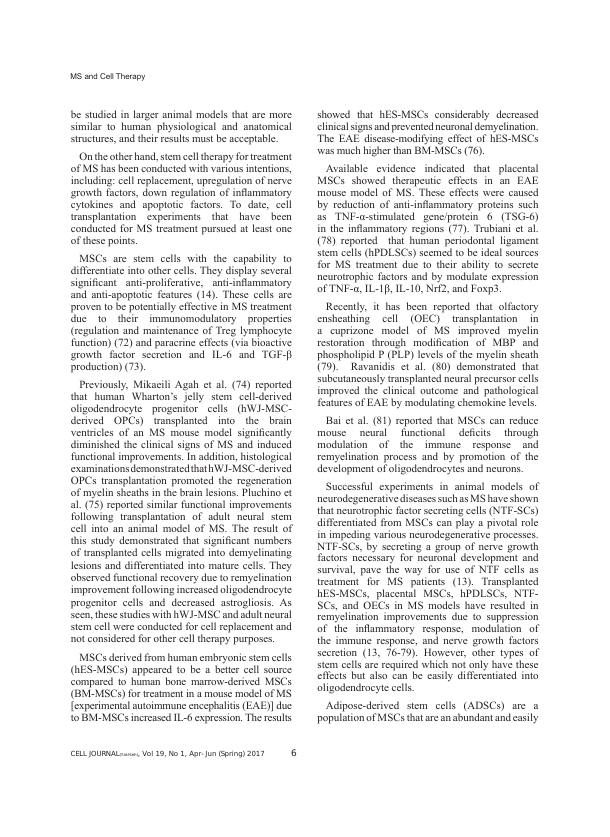 MS and Cell Therapy
be studied in larger animal models that are more
similar to human physiological and anatomical
structures, and their results must be acceptable.
On the other hand, stem cell therapy for treatment
of MS has been conducted with various intentions,
including: cell replacement, upregulation of nerve
growth factors, down regulation of inflammatory
cytokines and apoptotic factors. To date, cell
transplantation experiments that have been
conducted for MS treatment pursued at least one
of these points.
MSCs are stem cells with the capability to
differentiate into other cells. They display several
significant anti-proliferative, anti-inflammatory
and anti-apoptotic features (14). These cells are
proven to be potentially effective in MS treatment
due to their immunomodulatory properties
(regulation and maintenance of Treg lymphocyte
function) (72) and paracrine effects (via bioactive
growth factor secretion and IL-6 and TGF-β
production) (73).
Previously, Mikaeili Agah et al. (74) reported
that human Wharton's jelly stem cell-derived
oligodendrocyte progenitor cells (hWJ-MSC-
derived OPCs) transplanted into the brain
ventricles of an MS mouse model significantly
diminished the clinical signs of MS and induced
functional improvements. In addition, histological
examinations demonstrated that hWJ-MSC-derived
OPCs transplantation promoted the regeneration
of myelin sheaths in the brain lesions. Pluchino et
al. (75) reported similar functional improvements
following transplantation of adult neural stem
cell into an animal model of MS. The result of
this study demonstrated that significant numbers
of transplanted cells migrated into demyelinating
lesions and differentiated into mature cells. They
observed functional recovery due to remyelination
improvement following increased oligodendrocyte
progenitor cells and decreased astrogliosis. As
seen, these studies with hWJ-MSC and adult neural
stem cell were conducted for cell replacement and
not considered for other cell therapy purposes.
MSCs derived from human embryonic stem cells
(hES-MSCs) appeared to be a better cell source
compared to human bone marrow-derived MSCs
(BM-MSCs) for treatment in a mouse model of MS
[experimental autoimmune encephalitis (EAE)] due
to BM-MSCs increased IL-6 expression. The results
showed that hES-MSCs considerably decreased
clinical signs and prevented neuronal demyelination.
The EAE disease-modifying effect of hES-MSCs
was much higher than BM-MSCs (76).
Available evidence indicated that placental
MSCs showed therapeutic effects in an EAE
mouse model of MS. These effects were caused
by reduction of anti-inflammatory proteins such
as TNF-α-stimulated gene/protein 6 (TSG-6)
in the inflammatory regions (77). Trubiani et al.
(78) reported that human periodontal ligament
stem cells (hPDLSCs) seemed to be ideal sources
for MS treatment due to their ability to secrete
neurotrophic factors and by modulate expression
of TNF-α, IL-1β, IL-10, Nrf2, and Foxp3.
Recently, it has been reported that olfactory
ensheathing cell (OEC) transplantation in
a cuprizone model of MS improved myelin
restoration through modification of MBP and
phospholipid P (PLP) levels of the myelin sheath
(79). Ravanidis et al. (80) demonstrated that
subcutaneously transplanted neural precursor cells
improved the clinical outcome and pathological
features of EAE by modulating chemokine levels.
Bai et al. (81) reported that MSCs can reduce
mouse neural functional deficits through
modulation of the immune response and
remyelination process and by promotion of the
development of oligodendrocytes and neurons.
Successful experiments in animal models of
neurodegenerative diseases such as MS have shown
that neurotrophic factor secreting cells (NTF-SCs)
differentiated from MSCs can play a pivotal role
in impeding various neurodegenerative processes.
NTF-SCs, by secreting a group of nerve growth
factors necessary for neuronal development and
survival, pave the way for use of NTF cells as
treatment for MS patients (13). Transplanted
hES-MSCs, placental MSCs, hPDLSCs, NTF-
SCs, and OECs in MS models have resulted in
remyelination improvements due to suppression
of the inflammatory response, modulation of
the immune response, and nerve growth factors
secretion (13, 76-79). However, other types of
stem cells are required which not only have these
effects but also can be easily differentiated into
oligodendrocyte cells.
Adipose-derived stem cells (ADSCs) are a
population of MSCs that are an abundant and easily
CELL JOURNAL, Vol 19, No 1, Apr-Jun (Spring) 2017 6